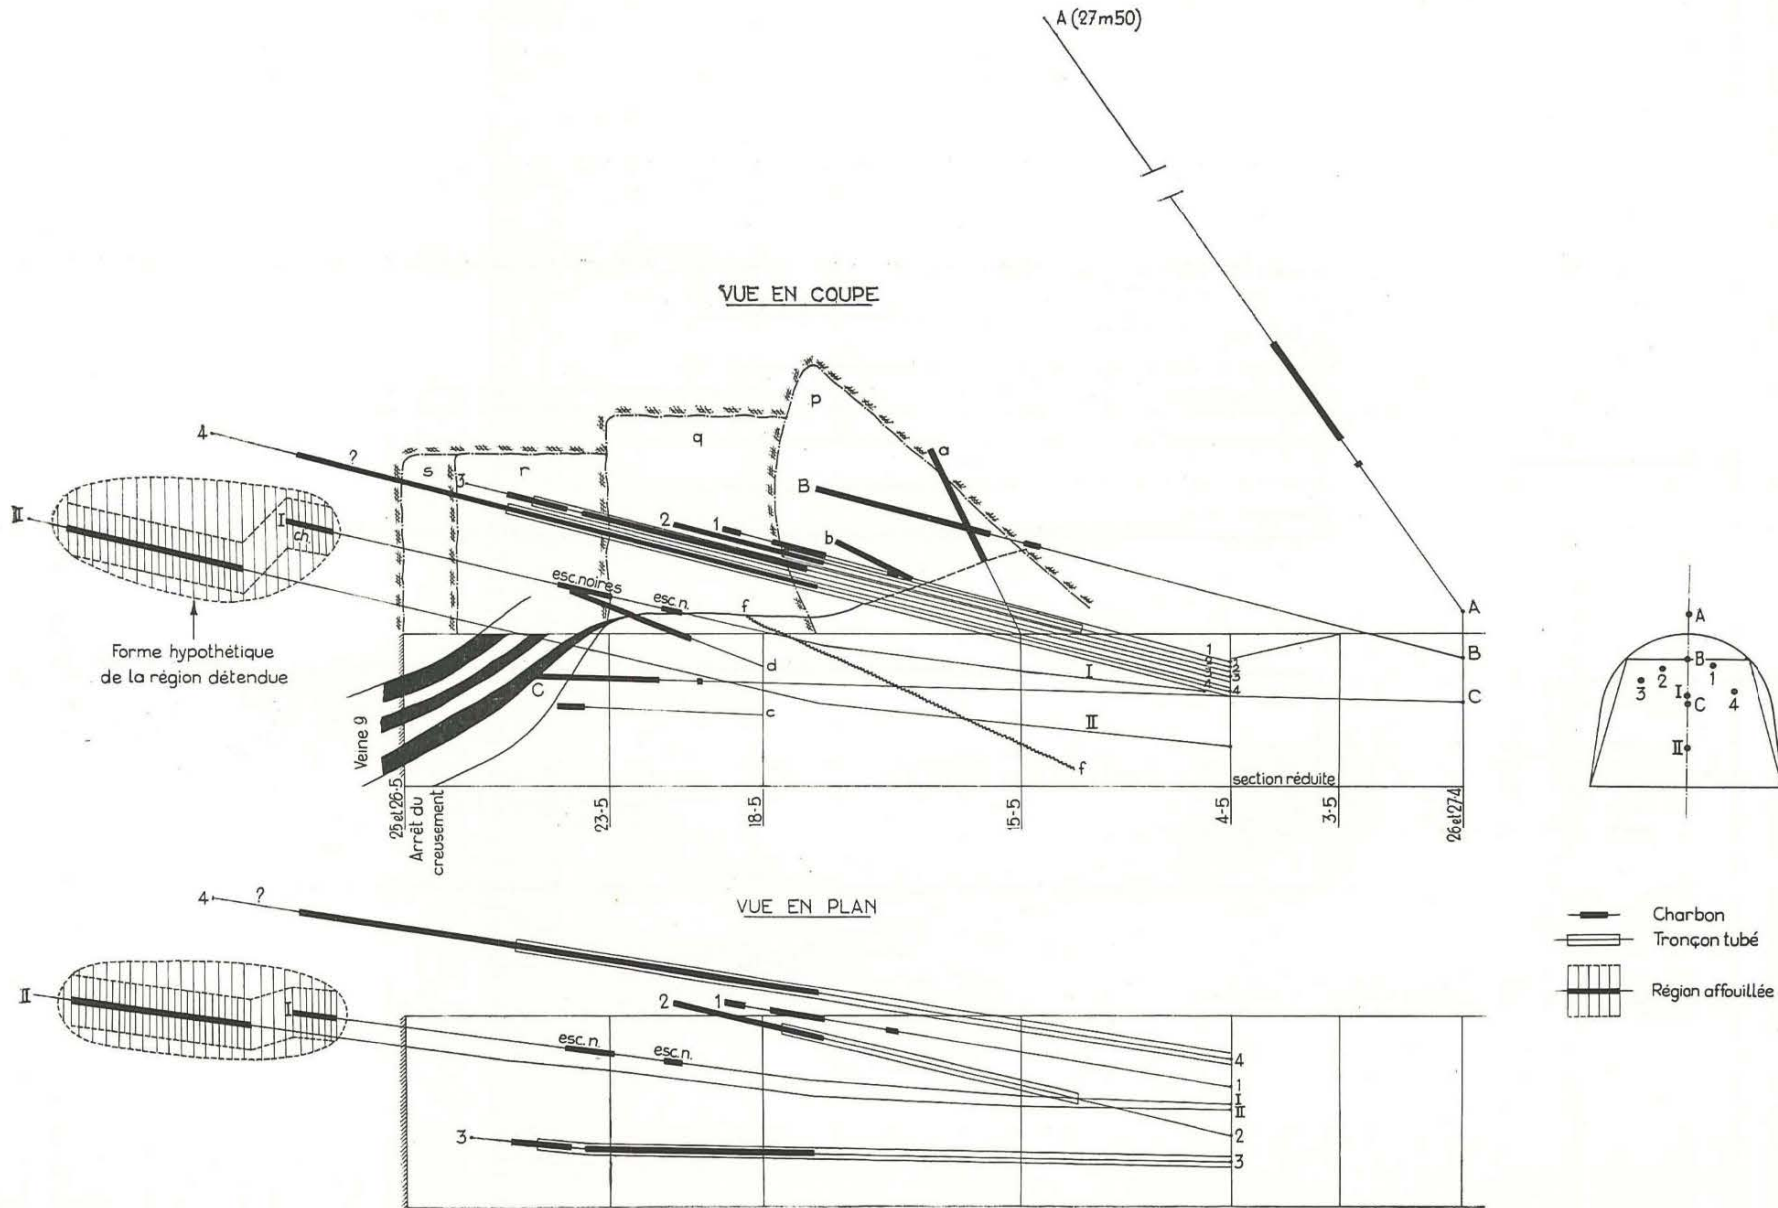 A (27m50)
VUE EN COUPE
p
q
a
4
?
s
r
3
B
II
I
ch.
2
1
b
esc.noires
esc.n.
f
A
A
Forme hypothétique
de la région détendue
d
1
2
3
4
I
B
B
3
2
1
I
C
4
C
C
c
II
II
Veine 9
f
section réduite
25 et 26-5
Arrêt du
creusement
23-5
18-5
15-5
4-5
3-5
26 et 27-4
4
?
VUE EN PLAN
Charbon
Tronçon tubé
II
I
2
1
Région affouillée
esc.n.
esc.n.
4
1
I
II
2
3
3